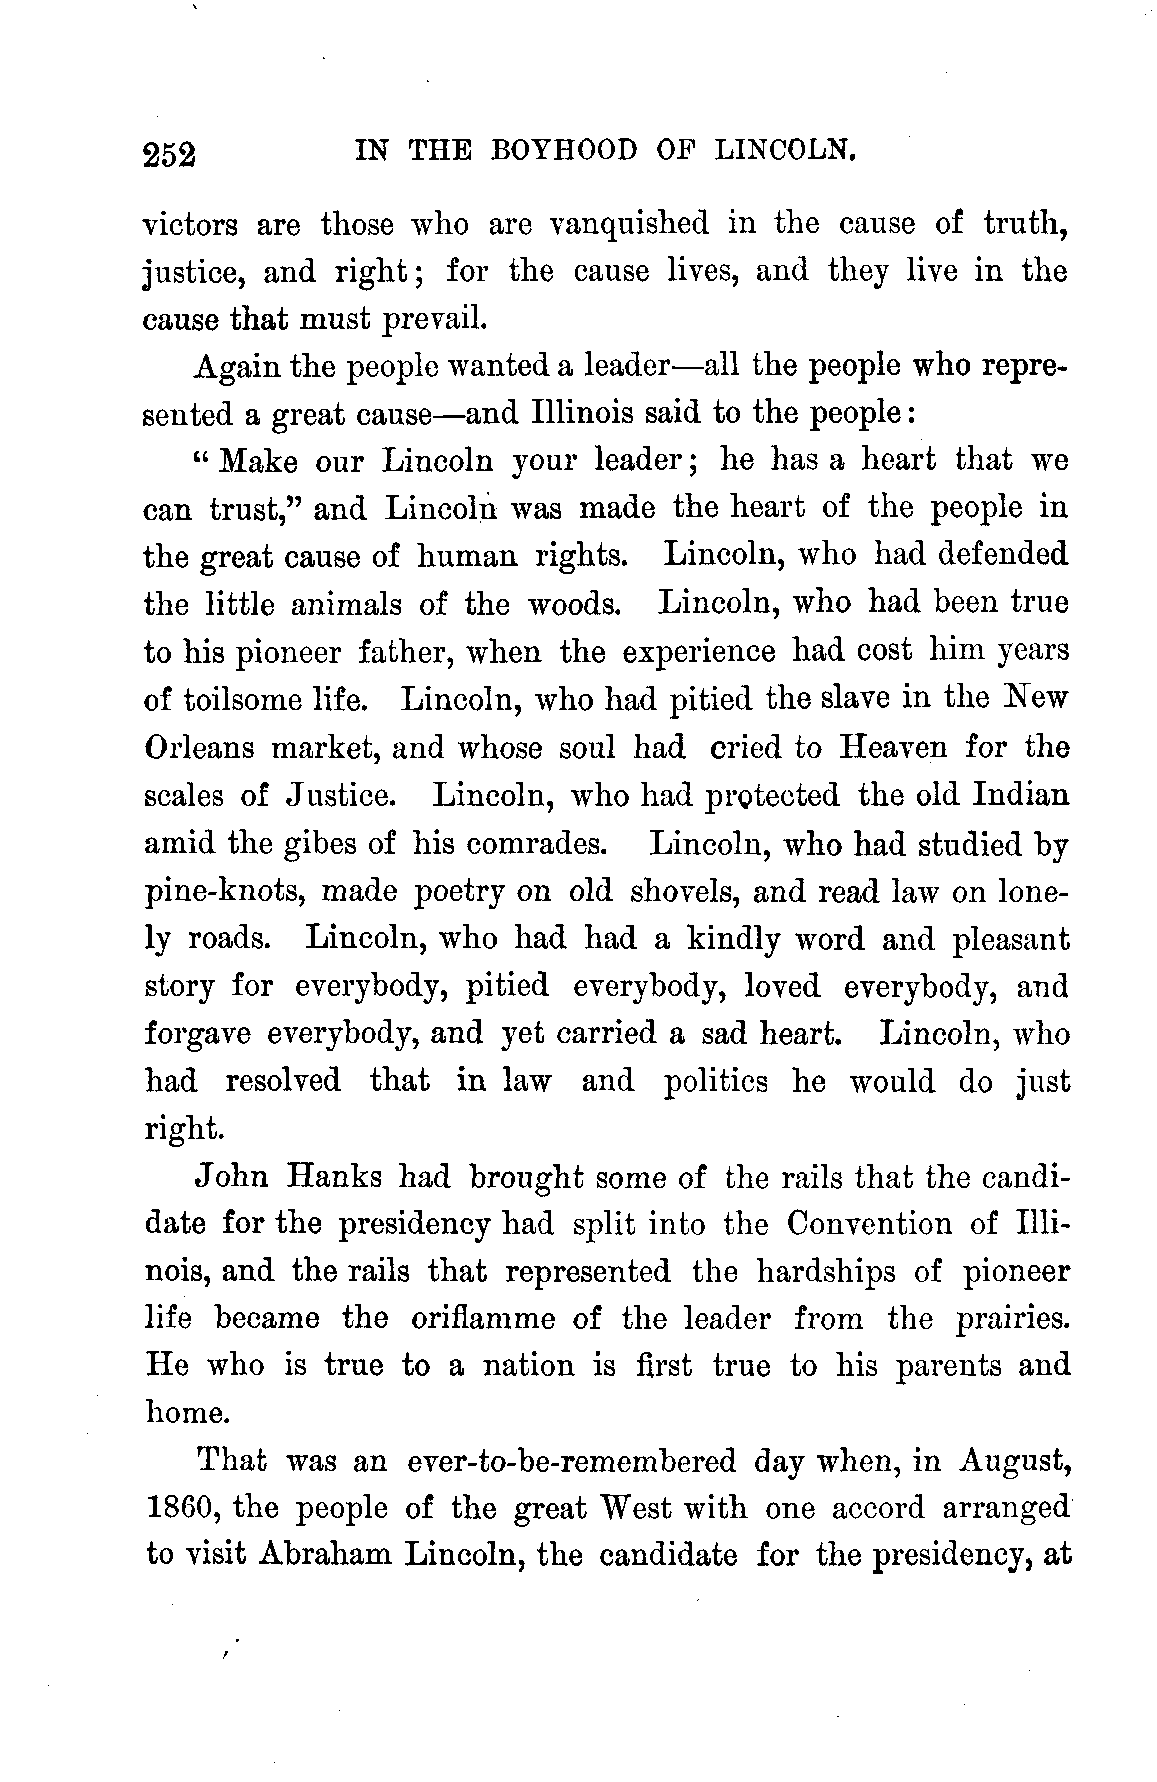 252 IN THE BOYHOOD OF LINCOLN.
victors are those who are vanquished in the cause of truth,
justice, and right; for the cause lives, and they live in the
cause that must prevail.
Again the people wanted a leader—all the people who repre-
sented a great cause—and Illinois said to the people:
“Make our Lincoln your leader; he has a heart that we
can trust,” and Lincoln was made the heart of the people in
the great cause of human rights. Lincoln, who had defended
the little animals of the woods. Lincoln, who had been true
to his pioneer father, when the experience had cost him years
of toilsome life. Lincoln, who had pitied the slave in the New
Orleans market, and whose soul had cried to Heaven for the
scales of Justice. Lincoln, who had protected the old Indian
amid the gibes of his comrades. Lincoln, who had studied by
pine-knots, made poetry on old shovels, and read law on lone-
ly roads. Lincoln, who had had a kindly word and pleasant
story for everybody, pitied everybody, loved everybody, and
forgave everybody, and yet carried a sad heart. Lincoln, who
had resolved that in law and politics he would do just
right.
John Hanks had brought some of the rails that the candi-
date for the presidency had split into the Convention of Illi-
nois, and the rails that represented the hardships of pioneer
life became the oriflamme of the leader from the prairies.
He who is true to a nation is first true to his parents and
home.
That was an ever-to-be-remembered day when, in August,
1860, the people of the great West with one accord arranged
to visit Abraham Lincoln, the candidate for the presidency, at